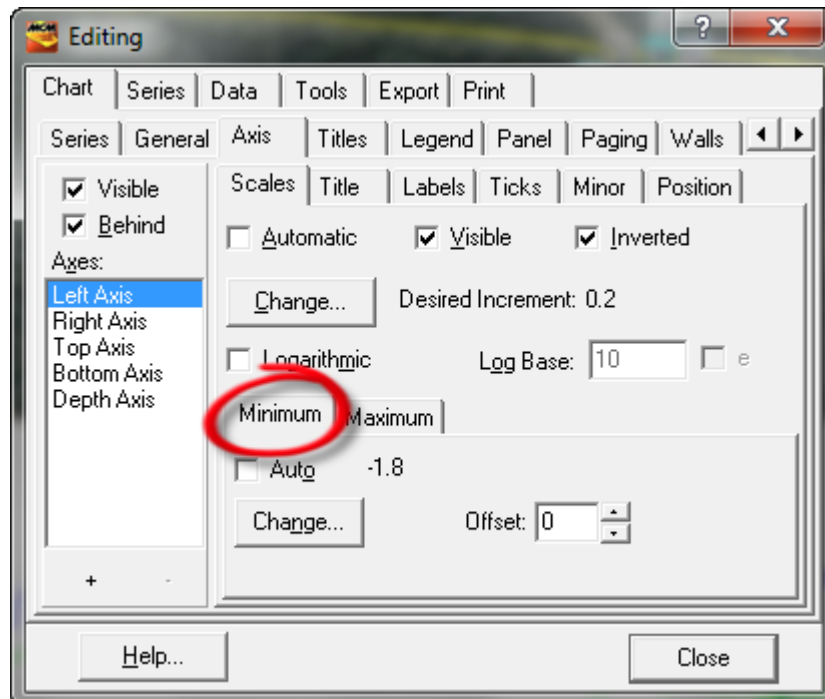 MCM Editing ? X
Chart Series Data Tools Export Print
Series General Axis Titles Legend Panel Paging Walls
Visible
Behind
Axes:
Left Axis
Right Axis
Top Axis
Bottom Axis
Depth Axis
+ -
Scales Title Labels Ticks Minor Position
Automatic Visible Inverted
Change... Desired Increment: 0.2
Logarithmic Log Base: 10 e
Minimum Maximum
Auto -1.8
Change... Offset: 0
Help... Close